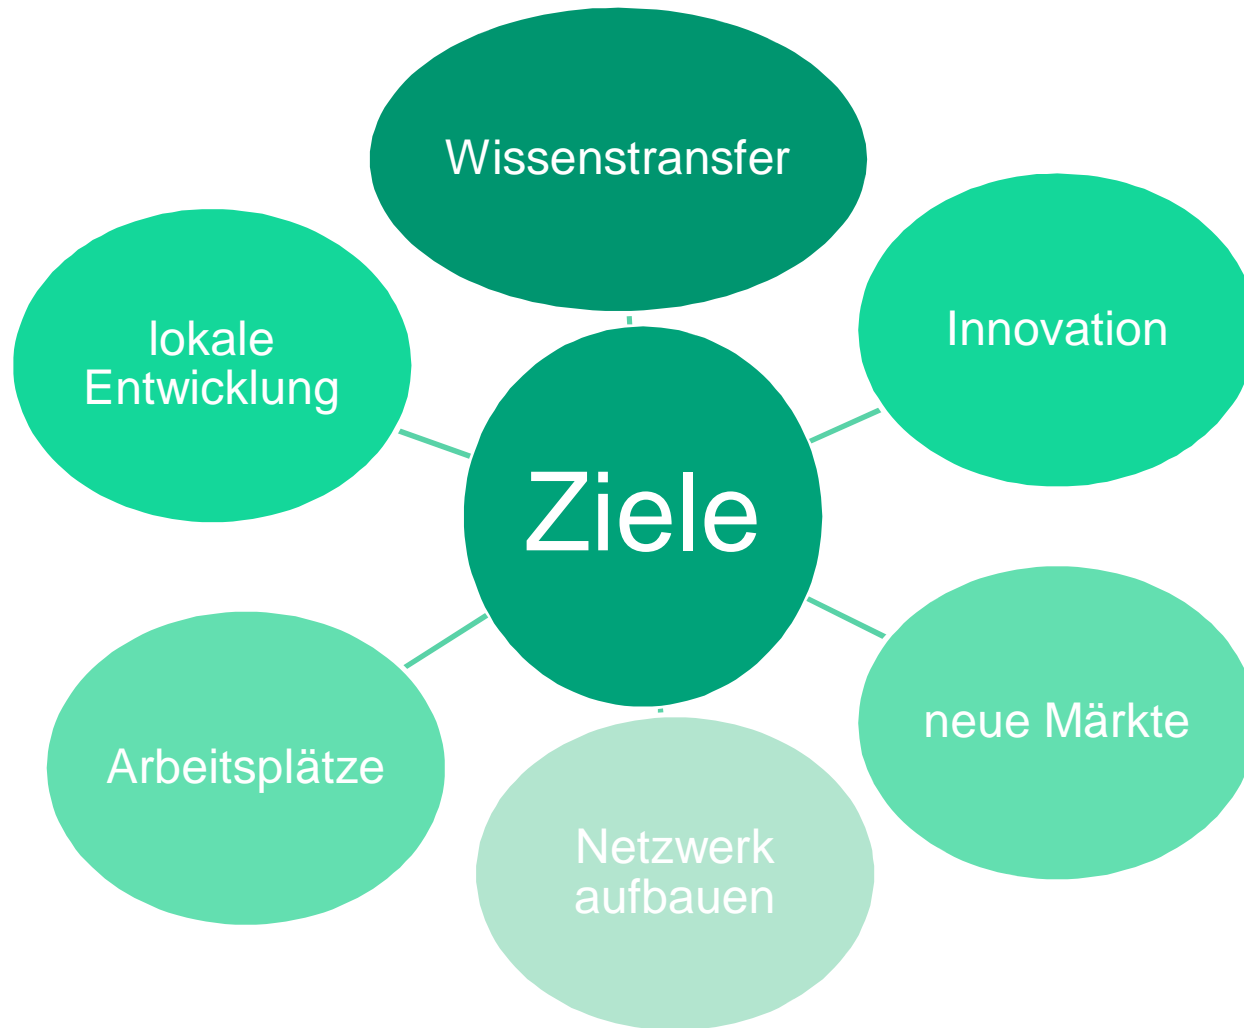 Wissenstransfer
Innovation
lokale
Entwicklung
Ziele
neue Märkte
Arbeitsplätze
Netzwerk
aufbauen